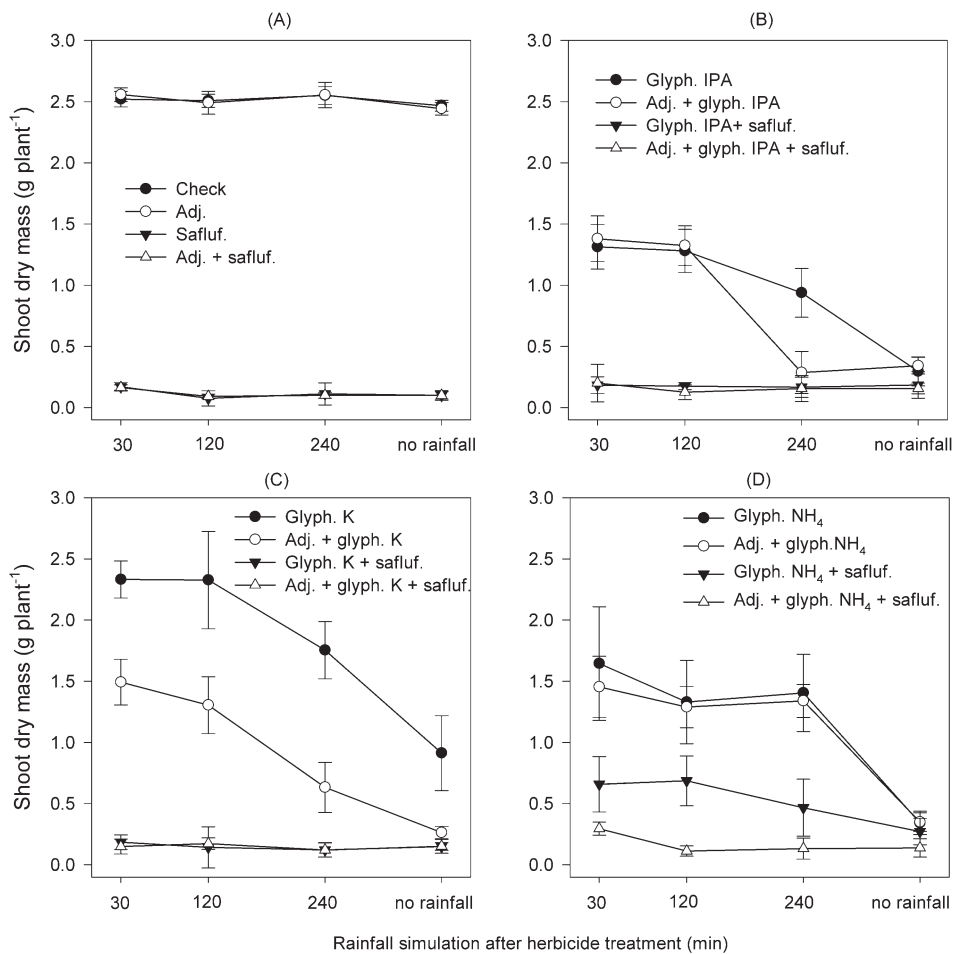 (A)
3.0
2.5
2.0
1.5
1.0
0.5
0.0
Shoot dry mass (g plant⁻¹)
Check
Adj.
Safluf.
Adj. + safluf.
30 120 240 no rainfall
(B)
3.0
2.5
2.0
1.5
1.0
0.5
0.0
Glyph. IPA
Adj. + glyph. IPA
Glyph. IPA+ safluf.
Adj. + glyph. IPA + safluf.
30 120 240 no rainfall
(C)
3.0
2.5
2.0
1.5
1.0
0.5
0.0
Shoot dry mass (g plant⁻¹)
Glyph. K
Adj. + glyph. K
Glyph. K + safluf.
Adj. + glyph. K + safluf.
30 120 240 no rainfall
(D)
3.0
2.5
2.0
1.5
1.0
0.5
0.0
Glyph. NH₄
Adj. + glyph.NH₄
Glyph. NH₄ + safluf.
Adj. + glyph. NH₄ + safluf.
30 120 240 no rainfall
Rainfall simulation after herbicide treatment (min)